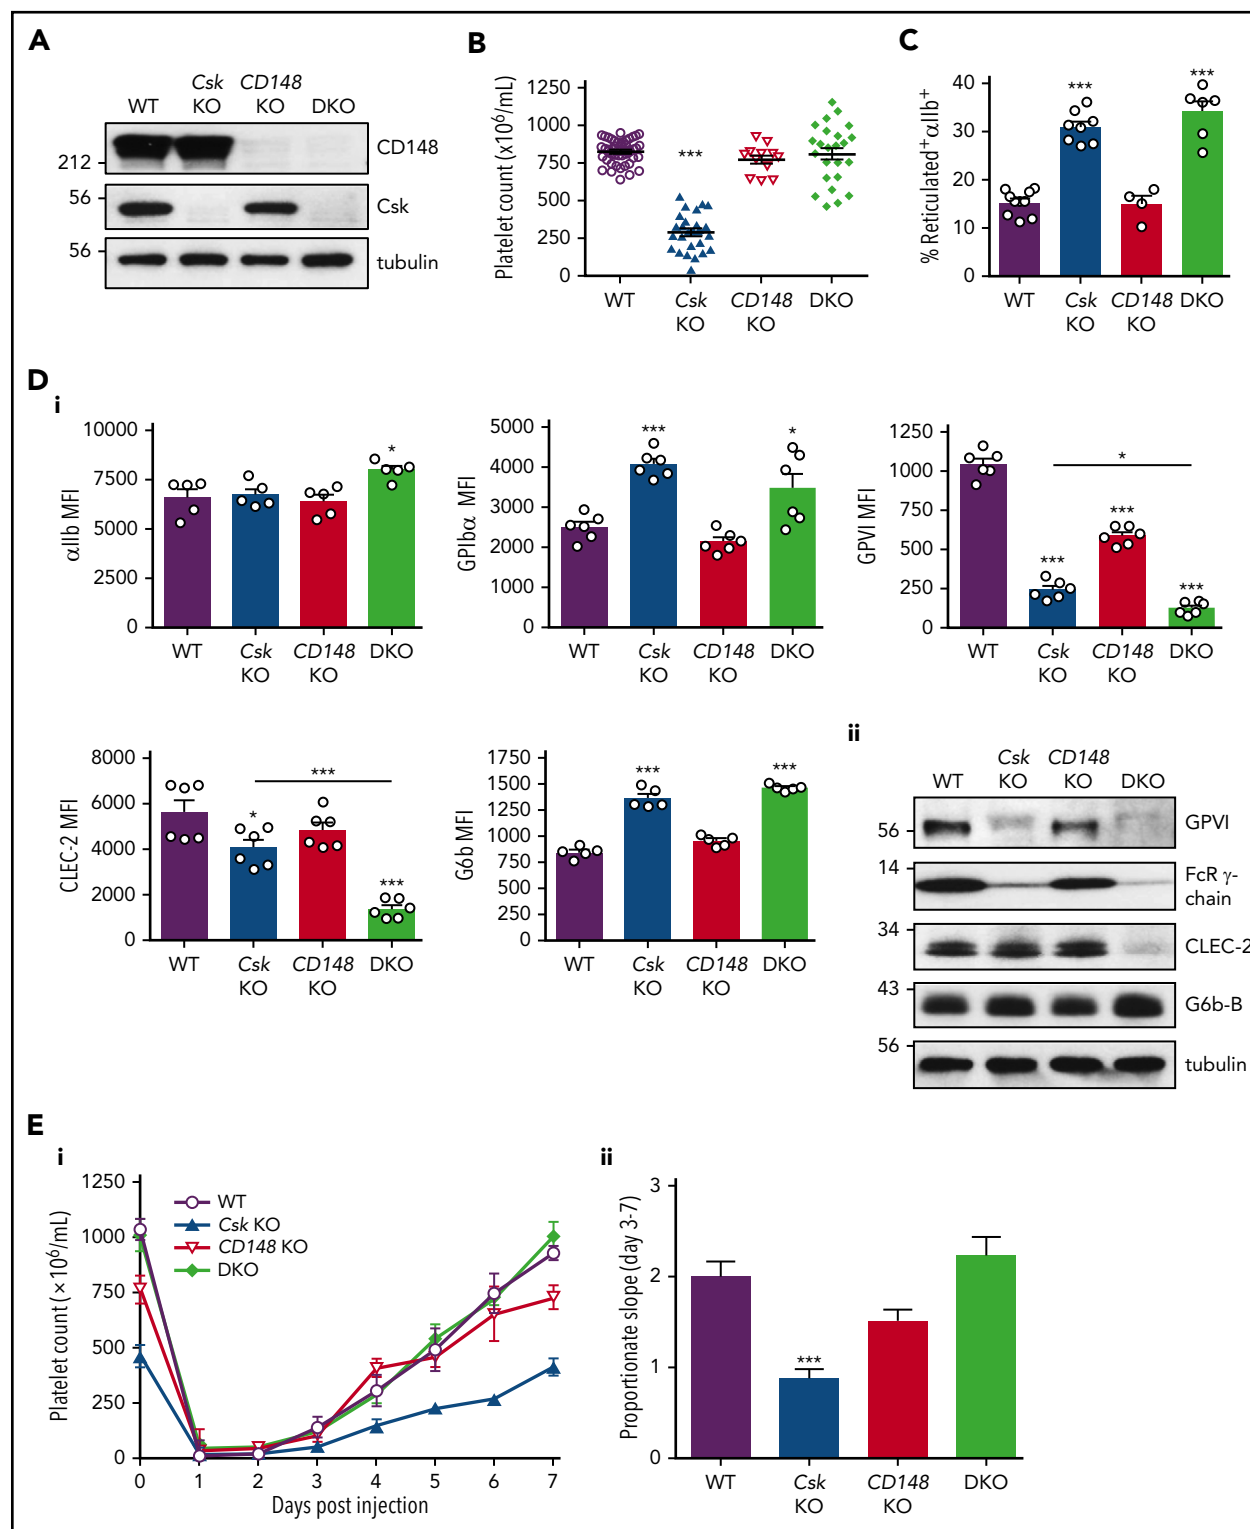 A
WT
Csk
KO
CD148
KO
DKO
212
CD148
56
Csk
56
tubulin
B
Platelet count (x10⁶/mL)
1250
1000
750
500
250
0
***
WT
Csk
KO
CD148
KO
DKO
C
% Reticulated⁺αIIb⁺
40
30
20
10
0
***
***
WT
Csk
KO
CD148
KO
DKO
D
i
αIIb MFI
10000
7500
5000
2500
0
*
WT
Csk
KO
CD148
KO
DKO
GPIbα MFI
5000
4000
3000
2000
1000
0
***
*
WT
Csk
KO
CD148
KO
DKO
GPVI MFI
1250
1000
750
500
250
0
*
***
***
***
WT
Csk
KO
CD148
KO
DKO
CLEC-2 MFI
8000
6000
4000
2000
0
***
*
***
WT
Csk
KO
CD148
KO
DKO
G6b MFI
1750
1500
1250
1000
750
500
250
0
***
***
WT
Csk
KO
CD148
KO
DKO
ii
WT
Csk
KO
CD148
KO
DKO
56
GPVI
14
FcR γ-
chain
34
CLEC-2
43
G6b-B
56
tubulin
E
i
Platelet count (×10⁶/mL)
1250
1000
750
500
250
0
WT
Csk KO
CD148 KO
DKO
0 1 2 3 4 5 6 7
Days post injection
ii
Proportionate slope (day 3-7)
3
2
1
0
***
WT
Csk
KO
CD148
KO
DKO